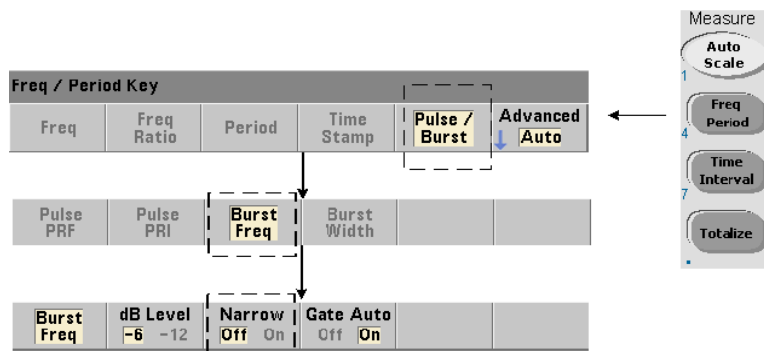 Measure
Auto
Scale
1
Freq
Period
4
Time
Interval
7
Totalize
.
Freq / Period Key
Freq
Freq
Ratio
Period
Time
Stamp
Pulse /
Burst
Advanced
Auto
Pulse
PRF
Pulse
PRI
Burst
Freq
Burst
Width
Burst
Freq
dB Level
-6 -12
Narrow
Off On
Gate Auto
Off On